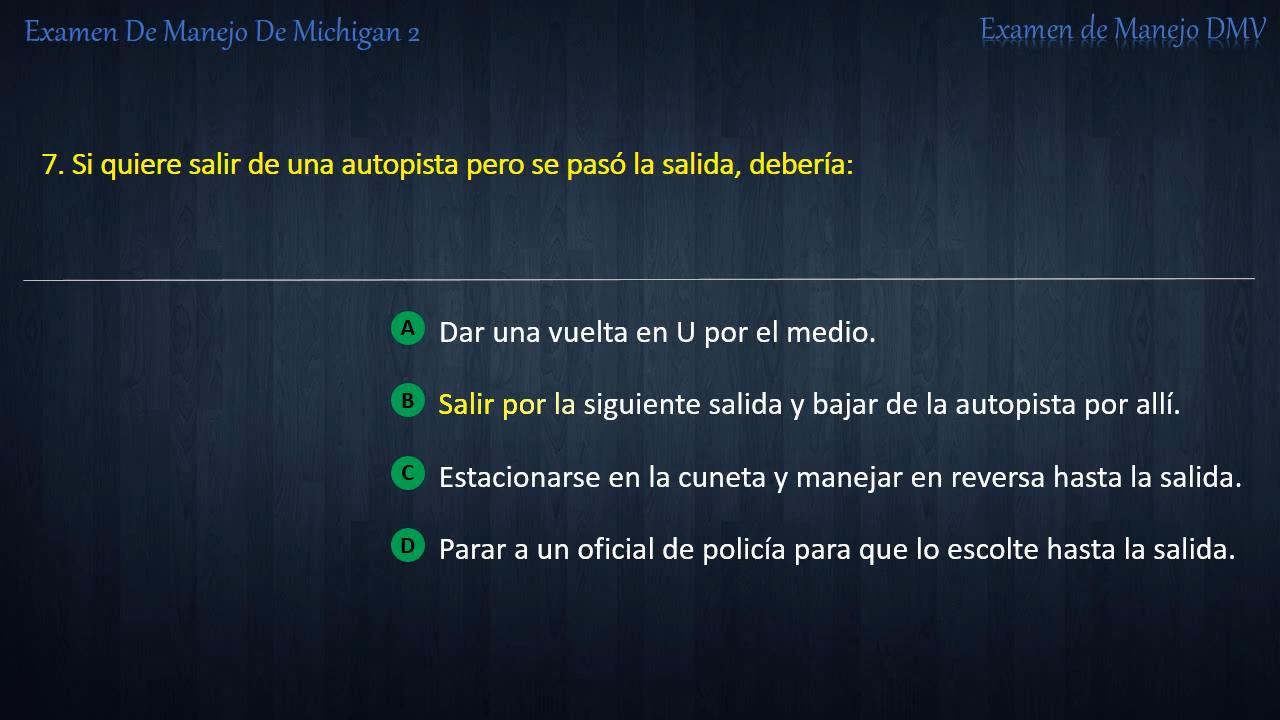 Examen De Manejo De Michigan 2
Examen de Manejo DMV
7. Si quiere salir de una autopista pero se pasó la salida, debería:
A Dar una vuelta en U por el medio.
B Salir por la siguiente salida y bajar de la autopista por allí.
C Estacionarse en la cuneta y manejar en reversa hasta la salida.
D Parar a un oficial de policía para que lo escolte hasta la salida.